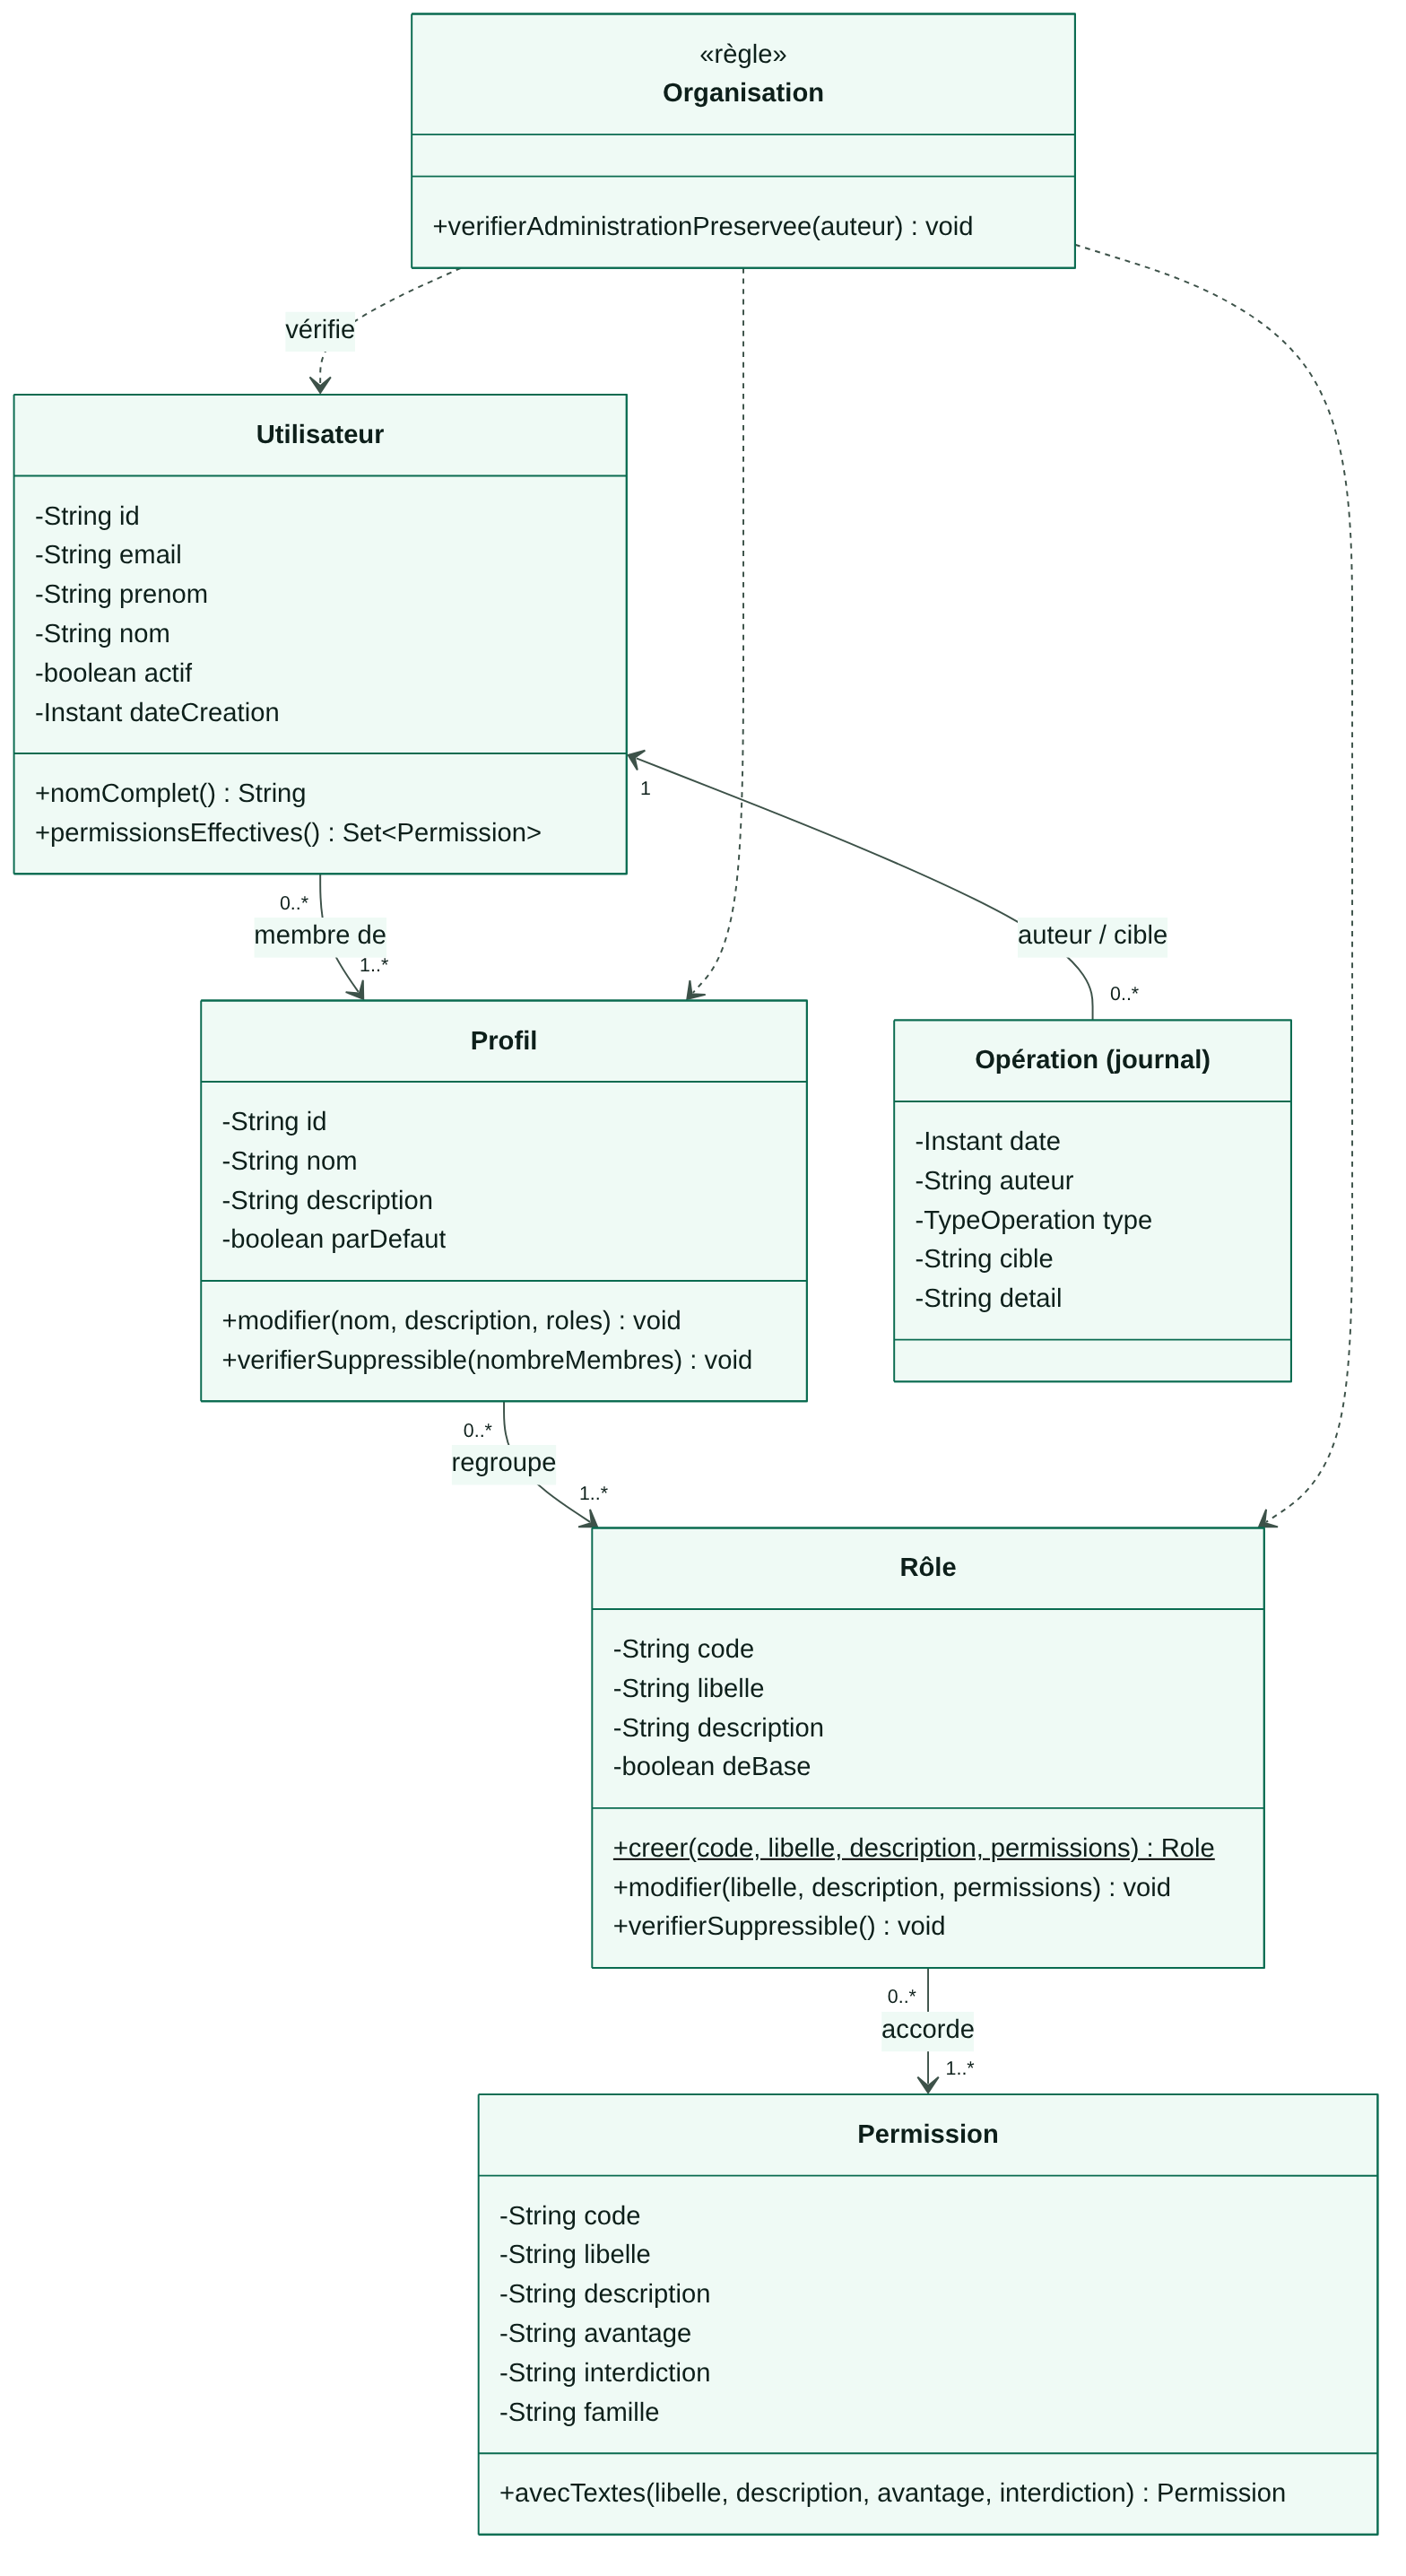 «règle»
Organisation
+verifierAdministrationPreservee(auteur) : void
vérifie
Utilisateur
-String id
-String email
-String prenom
-String nom
-boolean actif
-Instant dateCreation
+nomComplet() : String
+permissionsEffectives() : Set<Permission>
1
0..*
membre de
1..*
auteur / cible
0..*
Profil
-String id
-String nom
-String description
-boolean parDefaut
+modifier(nom, description, roles) : void
+verifierSuppressible(nombreMembres) : void
Opération (journal)
-Instant date
-String auteur
-TypeOperation type
-String cible
-String detail
0..*
regroupe
1..*
Rôle
-String code
-String libelle
-String description
-boolean deBase
+creer(code, libelle, description, permissions) : Role
+modifier(libelle, description, permissions) : void
+verifierSuppressible() : void
0..*
accorde
1..*
Permission
-String code
-String libelle
-String description
-String avantage
-String interdiction
-String famille
+avecTextes(libelle, description, avantage, interdiction) : Permission